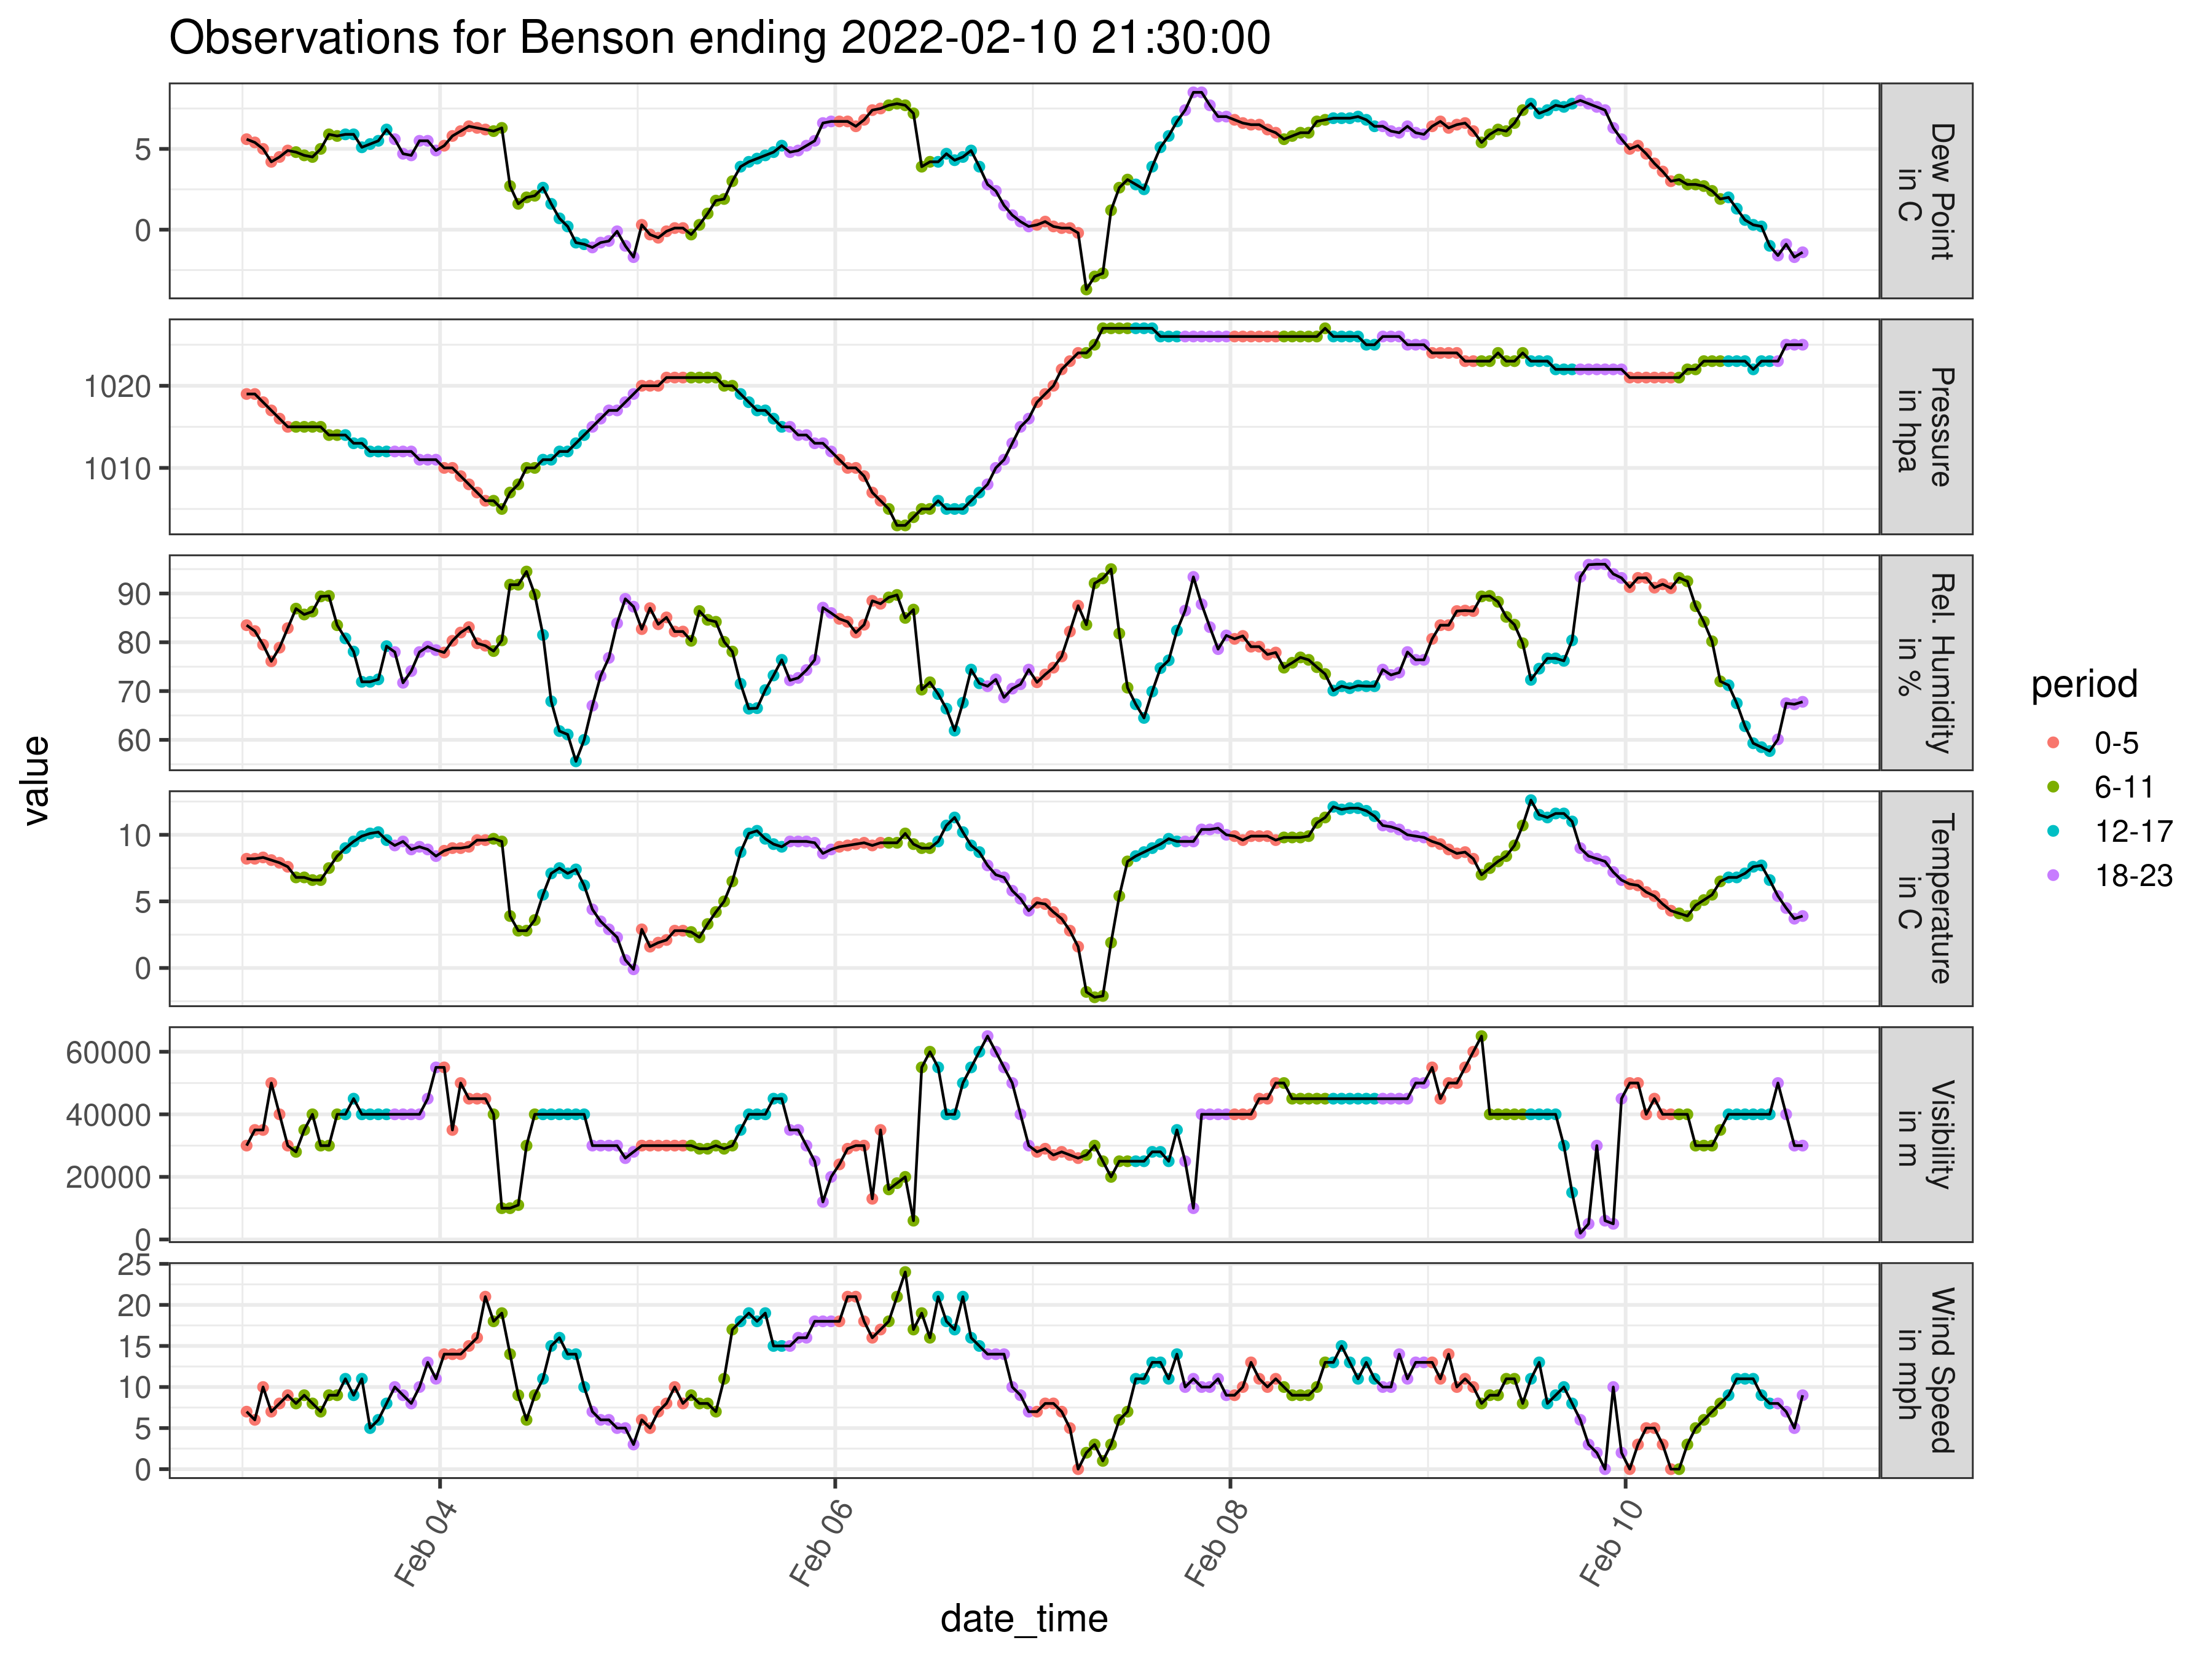 Observations for Benson ending 2022-02-10 21:30:00
5
0
Dew Point
in C
1020
1010
Pressure
in hpa
90
80
70
60
Rel. Humidity
in %
10
5
0
Temperature
in C
60000
40000
20000
0
Visibility
in m
25
20
15
10
5
0
Wind Speed
in mph
value
Feb 04
Feb 06
Feb 08
Feb 10
date_time
period
0-5
6-11
12-17
18-23